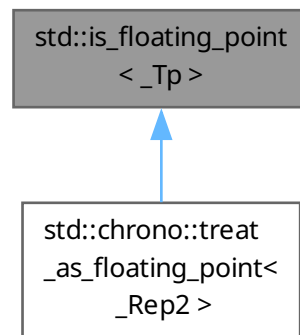 std::is_floating_point
< _Tp >
std::chrono::treat
_as_floating_point<
_Rep2 >